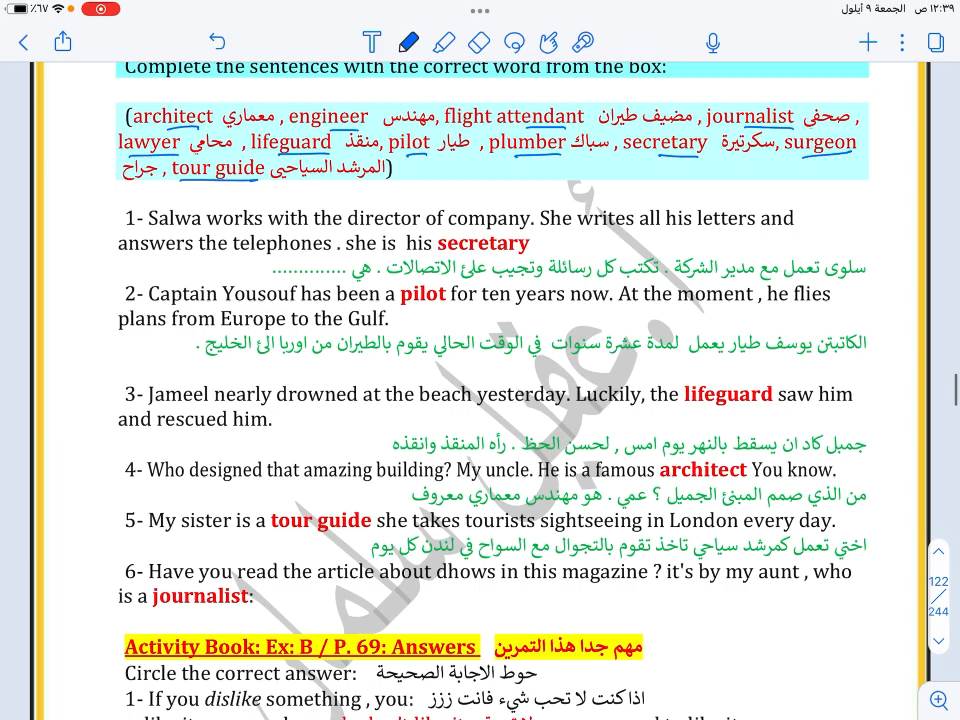 ١٢:٣٩ ص الجمعة ٩ أيلول
٪٦٧
Complete the sentences with the correct word from the box:
(architect معماري , engineer مهندس, flight attendant مضيف طيران , journalist صحفي ,
lawyer محامي , lifeguard منقذ, pilot طيار , plumber سباك, secretary سكرتيرة, surgeon
جراح , tour guide المرشد السياحي)
1- Salwa works with the director of company. She writes all his letters and
answers the telephones . she is his secretary
سلوى تعمل مع مدير الشركة . تكتب كل رسائلة وتجيب علئ الاتصالات . هي ..............
2- Captain Yousouf has been a pilot for ten years now. At the moment , he flies
plans from Europe to the Gulf.
الكاتبتن يوسف طيار يعمل لمدة عشرة سنوات في الوقت الحالي يقوم بالطيران من اوربا الئ الخليج .
3- Jameel nearly drowned at the beach yesterday. Luckily, the lifeguard saw him
and rescued him.
جمبل كاد ان يسقط بالنهر يوم امس , لحسن الحظ . رأه المنقذ وانقذه
4- Who designed that amazing building? My uncle. He is a famous architect You know.
من الذي صمم المبنئ الجميل ؟ عمي . هو مهندس معماري معروف
5- My sister is a tour guide she takes tourists sightseeing in London every day.
اختي تعمل كمرشد سياحي تاخذ تقوم بالتجوال مع السواح في لندن كل يوم
6- Have you read the article about dhows in this magazine ? it's by my aunt , who
is a journalist:
Activity Book: Ex: B / P. 69: Answers مهم جدا هذا التمرين
Circle the correct answer: حوط الاجابة الصحيحة
1- If you dislike something , you: اذا كنت لا تحب شيء فانت ززز
122
244